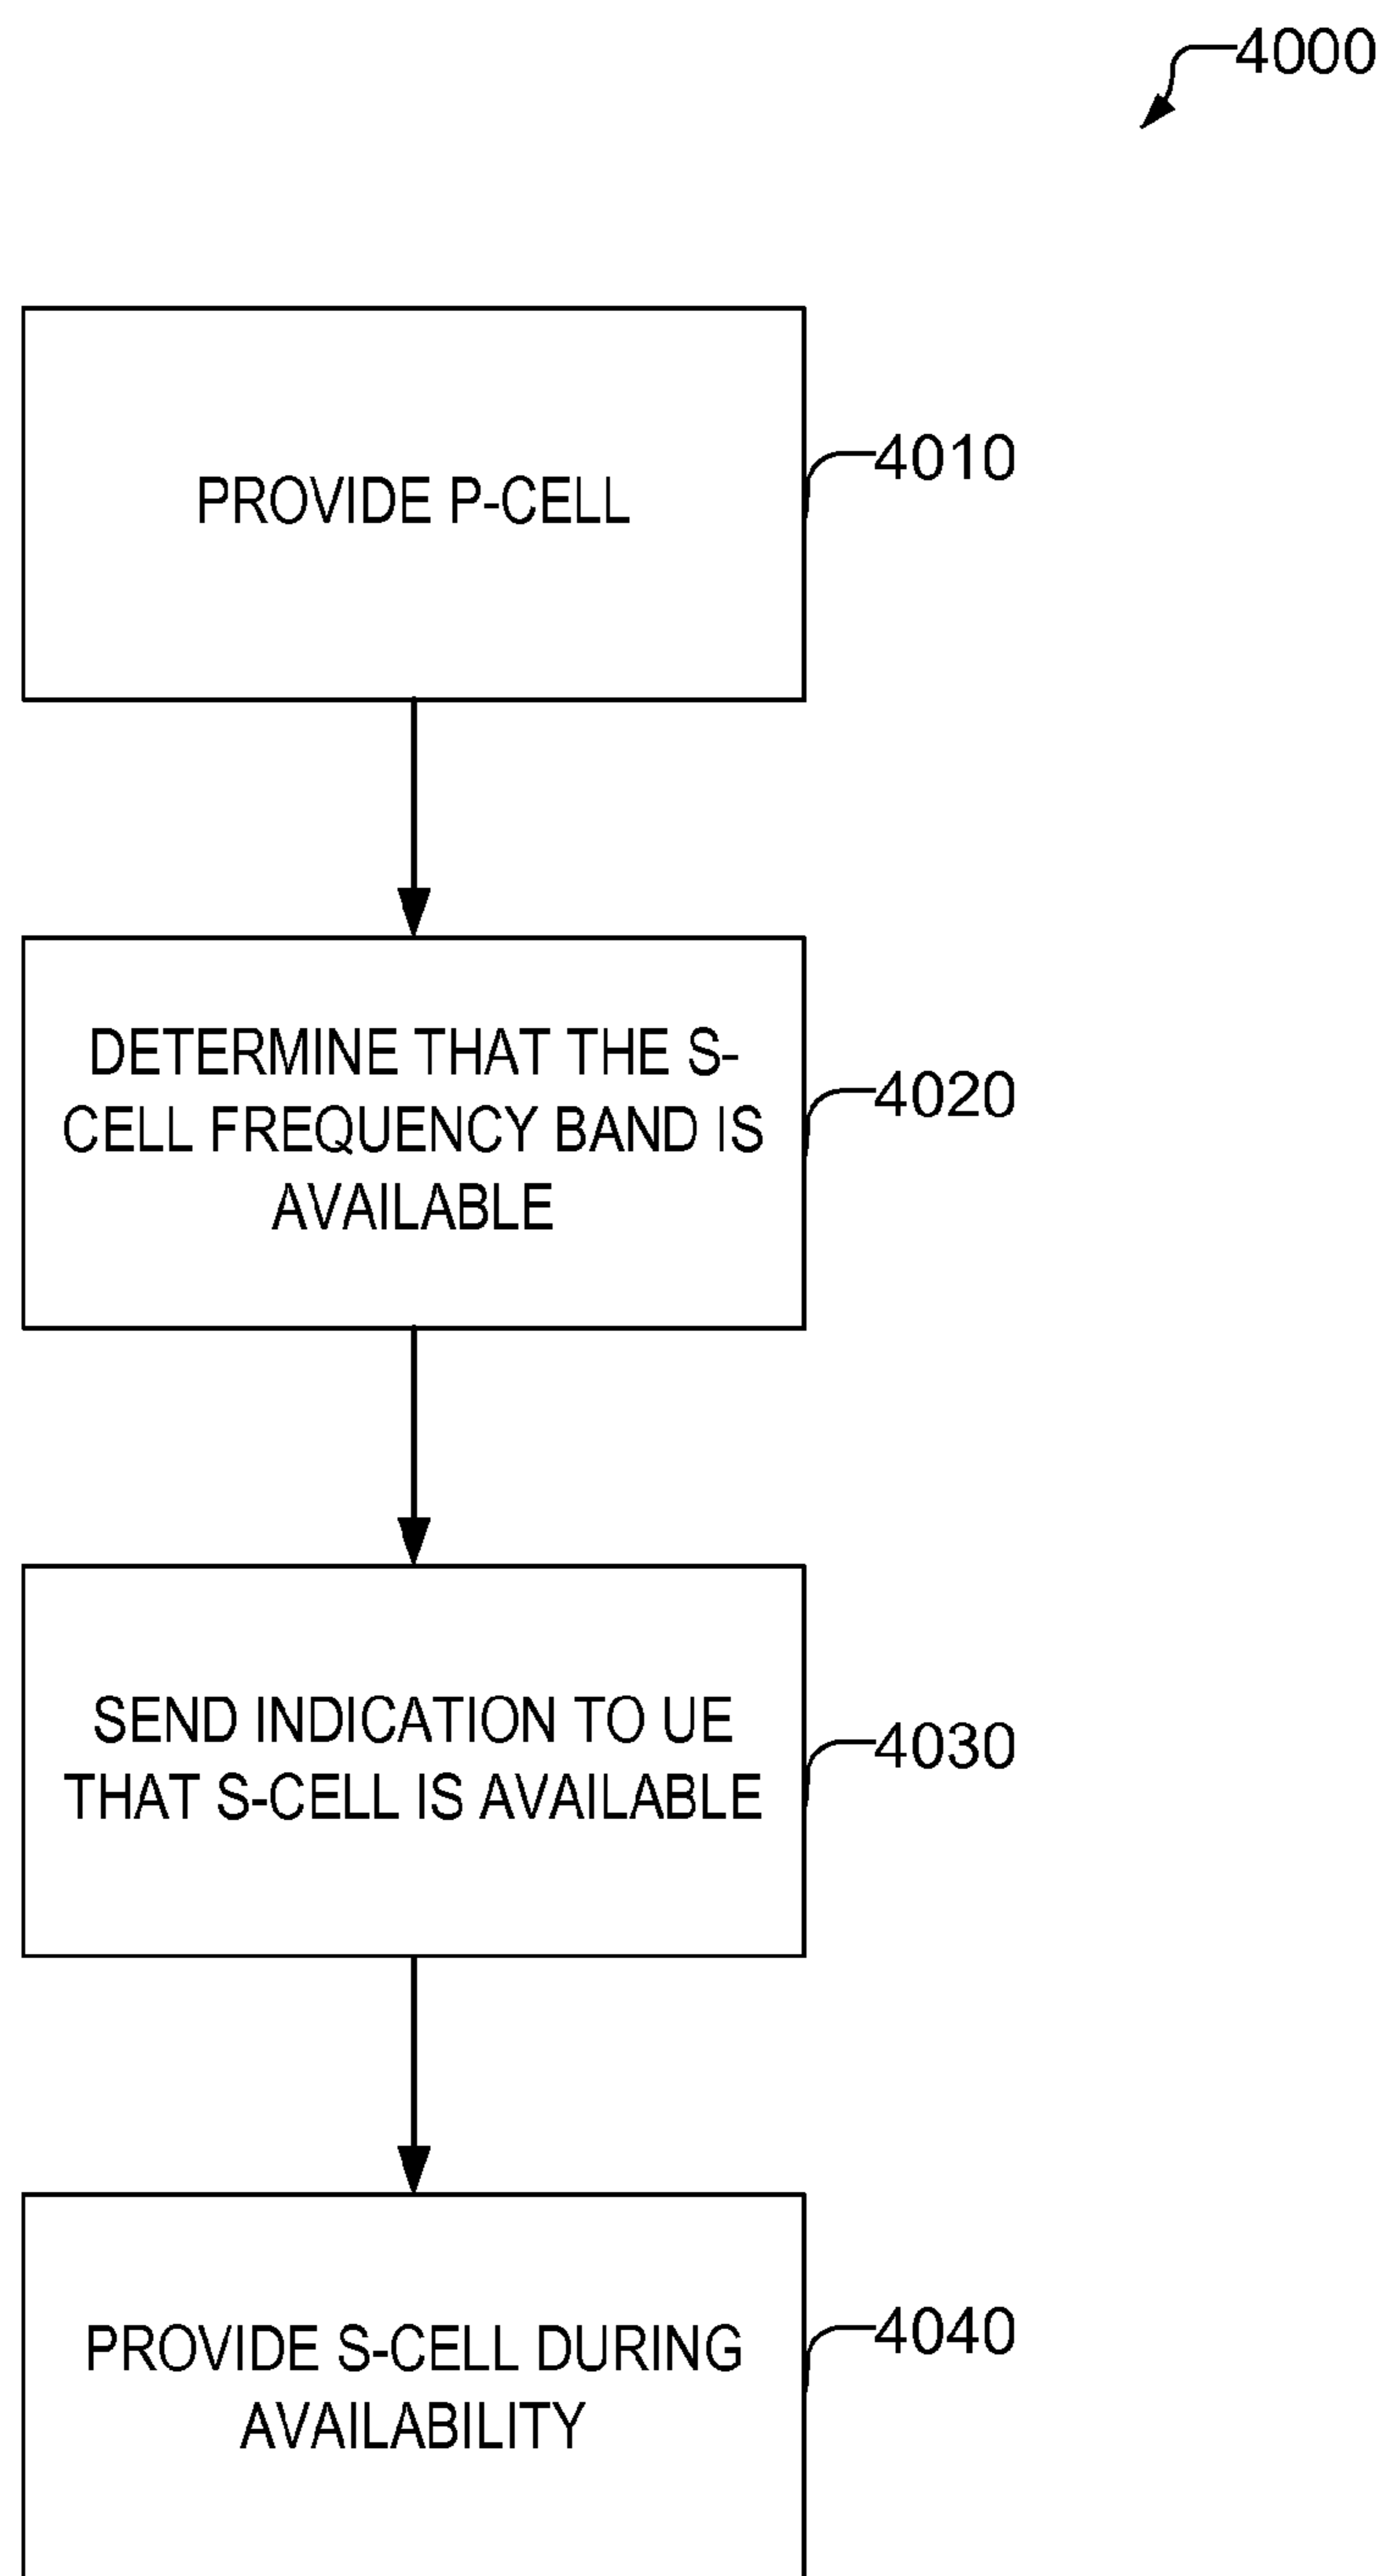 4000
PROVIDE P-CELL
4010
DETERMINE THAT THE S-
CELL FREQUENCY BAND IS
AVAILABLE
4020
SEND INDICATION TO UE
THAT S-CELL IS AVAILABLE
4030
PROVIDE S-CELL DURING
AVAILABILITY
4040